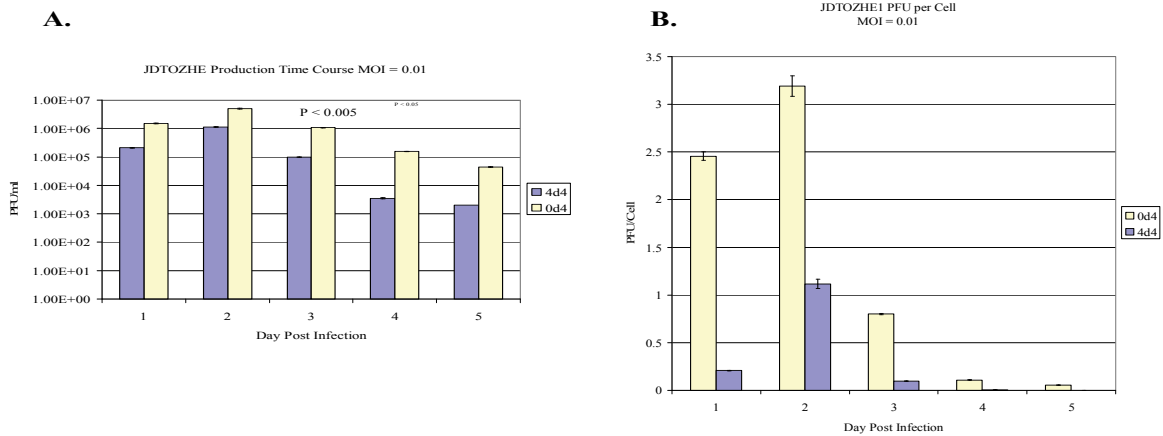 A.
JDTOZHE Production Time Course MOI = 0.01
1.00E+07
1.00E+06
1.00E+05
1.00E+04
1.00E+03
1.00E+02
1.00E+01
1.00E+00
PFU/ml
P < 0.005
P < 0.05
1 2 3 4 5
Day Post Infection
4d4
0d4
B.
JDTOZHE1 PFU per Cell
MOI = 0.01
3.5
3
2.5
2
1.5
1
0.5
0
PFU/Cell
1 2 3 4 5
Day Post Infection
0d4
4d4